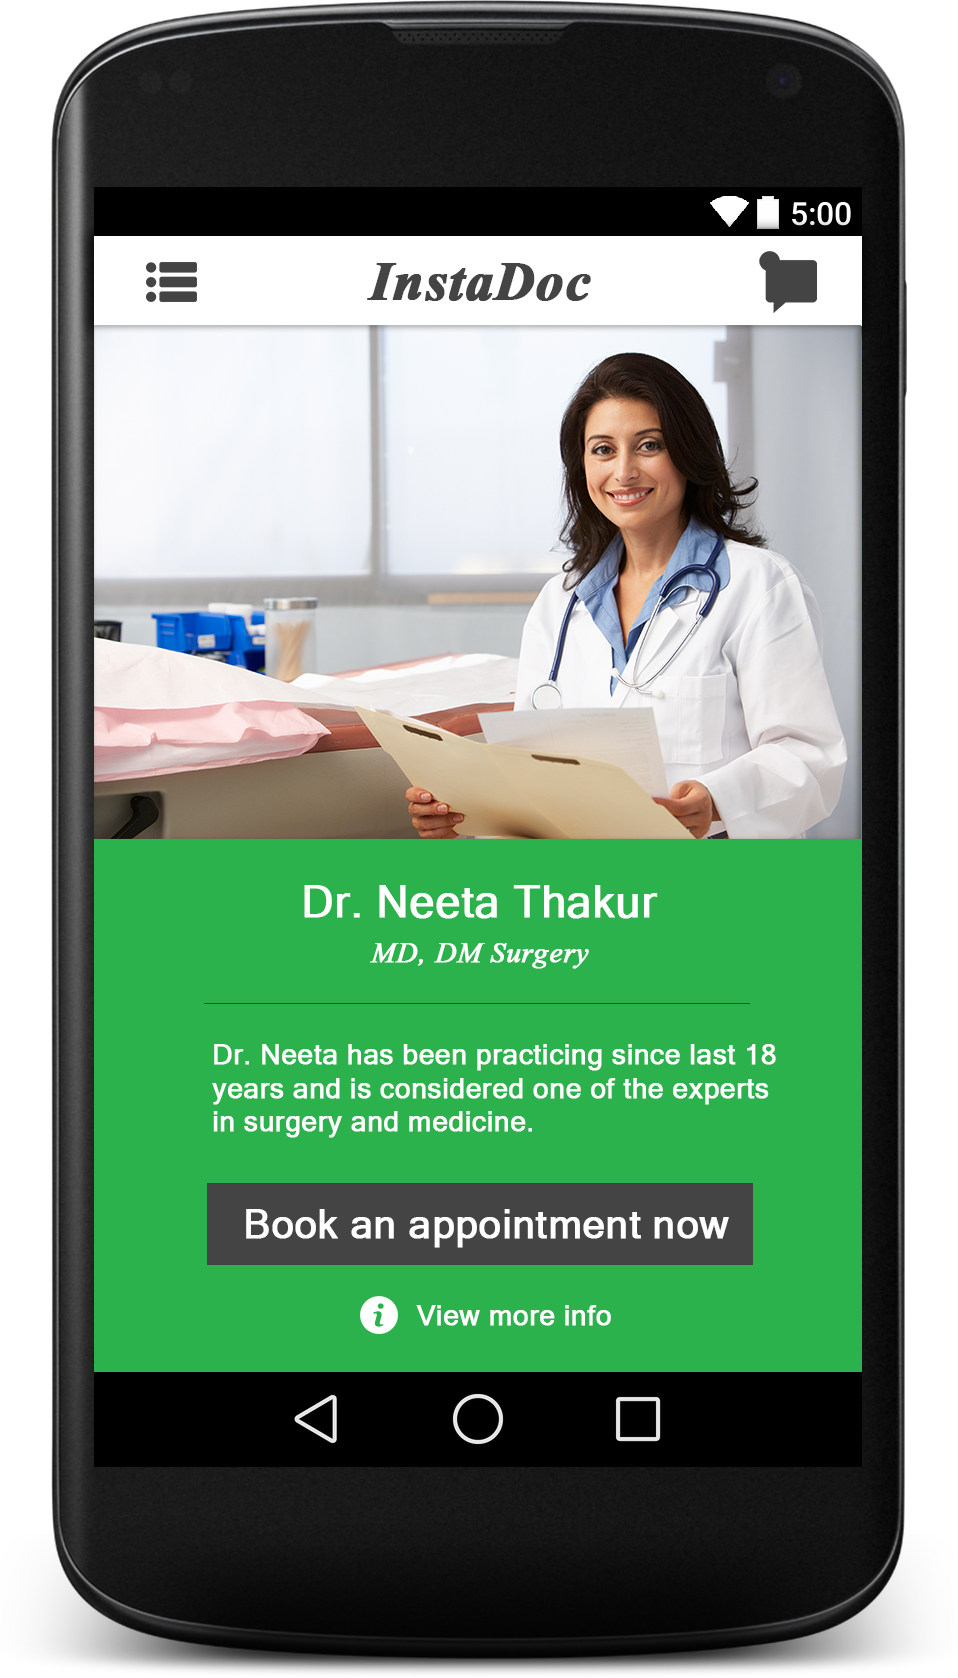 5:00
InstaDoc
Dr. Neeta Thakur
MD, DM Surgery
Dr. Neeta has been practicing since last 18
years and is considered one of the experts
in surgery and medicine.
Book an appointment now
View more info